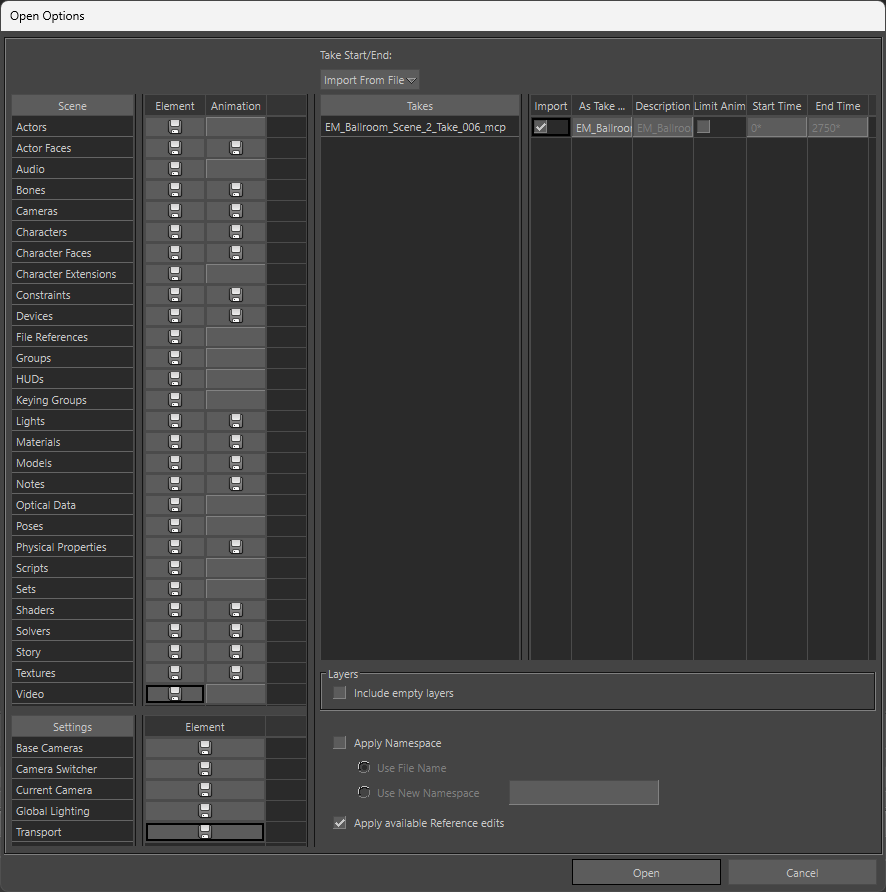 Open Options
Take Start/End:
Import From File
Scene
Element Animation
Takes
Import As Take ... Description Limit Anim Start Time End Time
Actors
EM_Ballroom_Scene_2_Take_006_mcp
EM_Ballroo EM_Ballroo 0* 2750*
Actor Faces
Audio
Bones
Cameras
Characters
Character Faces
Character Extensions
Constraints
Devices
File References
Groups
HUDs
Keying Groups
Lights
Materials
Models
Notes
Optical Data
Poses
Physical Properties
Scripts
Sets
Shaders
Solvers
Story
Textures
Video
Layers
Include empty layers
Settings
Element
Base Cameras
Camera Switcher
Current Camera
Global Lighting
Transport
Apply Namespace
Use File Name
Use New Namespace
Apply available Reference edits
Open
Cancel